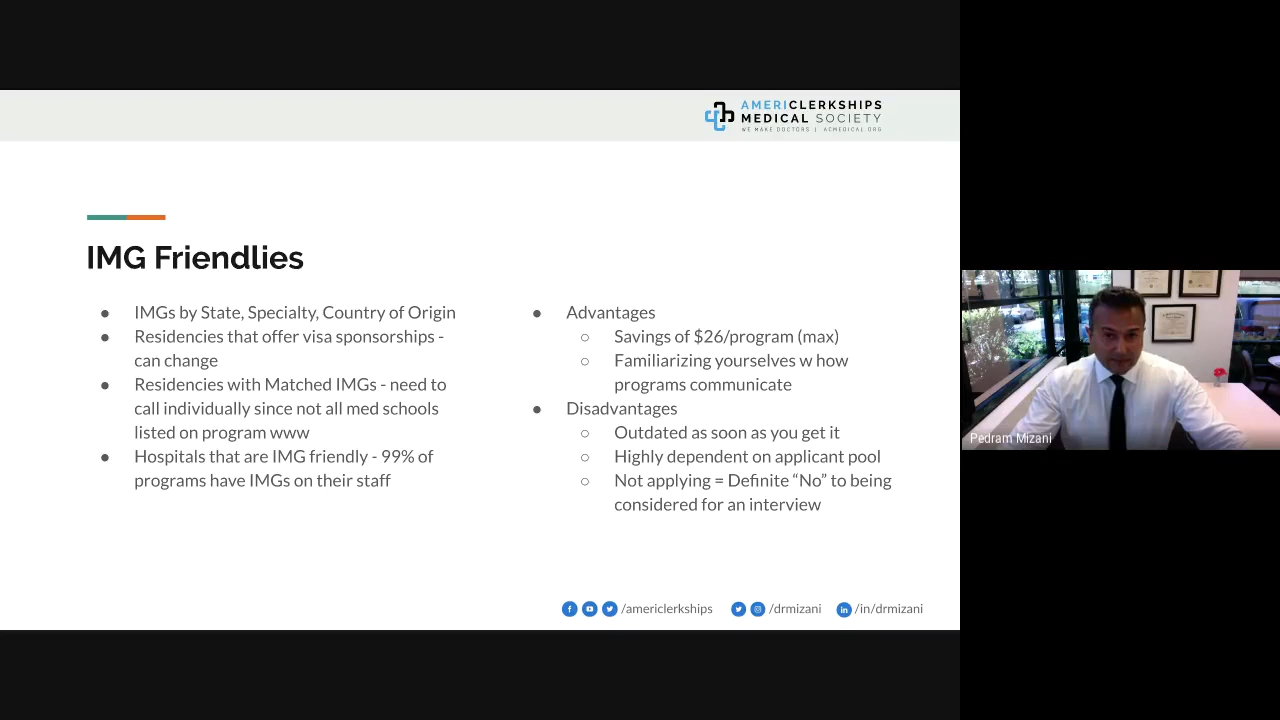 AMERICLERKSHIPS
MEDICAL SOCIETY
WE MAKE DOCTORS | ACMEDICAL.ORG
IMG Friendlies
● IMGs by State, Specialty, Country of Origin
● Residencies that offer visa sponsorships -
can change
● Residencies with Matched IMGs - need to
call individually since not all med schools
listed on program www
● Hospitals that are IMG friendly - 99% of
programs have IMGs on their staff
● Advantages
○ Savings of $26/program (max)
○ Familiarizing yourselves w how
programs communicate
● Disadvantages
○ Outdated as soon as you get it
○ Highly dependent on applicant pool
○ Not applying = Definite “No” to being
considered for an interview
/americlerkships
/drmizani
/in/drmizani
Pedram Mizani